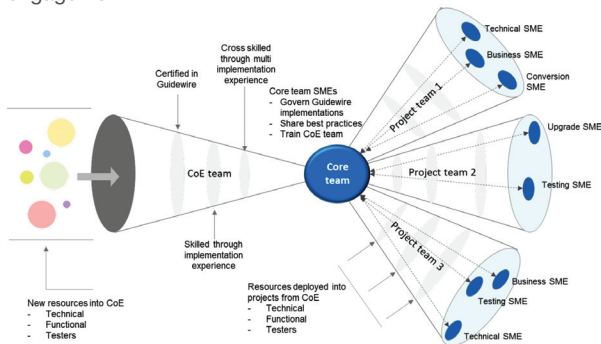 Technical SME
Business SME
Conversion
SME
Project team 1
Cross skilled
through multi
implementation
experience
Certified in
Guidewire
Core team SMEs
- Govern Guidewire
implementations
- Share best practices
- Train CoE team
CoE team
Core
team
Upgrade SME
Project team 2
Testing SME
Skilled through
implementation
experience
Project team 3
Business SME
Testing SME
Technical SME
New resources into CoE
- Technical
- Functional
- Testers
Resources deployed into
projects from CoE
- Technical
- Functional
- Testers